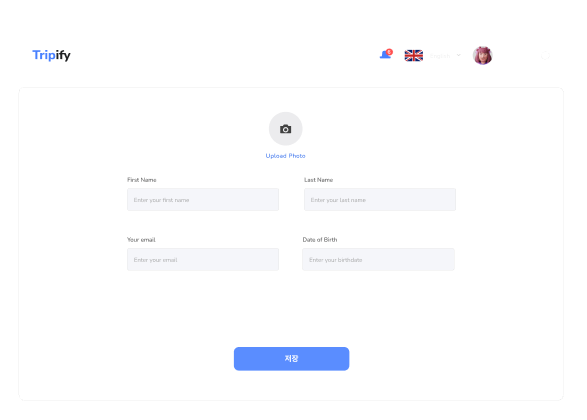 Tripify
Upload Photo
First Name
Last Name
Enter your first name
Enter your last name
Your email
Date of Birth
Enter your email
Enter your birthdate
저장